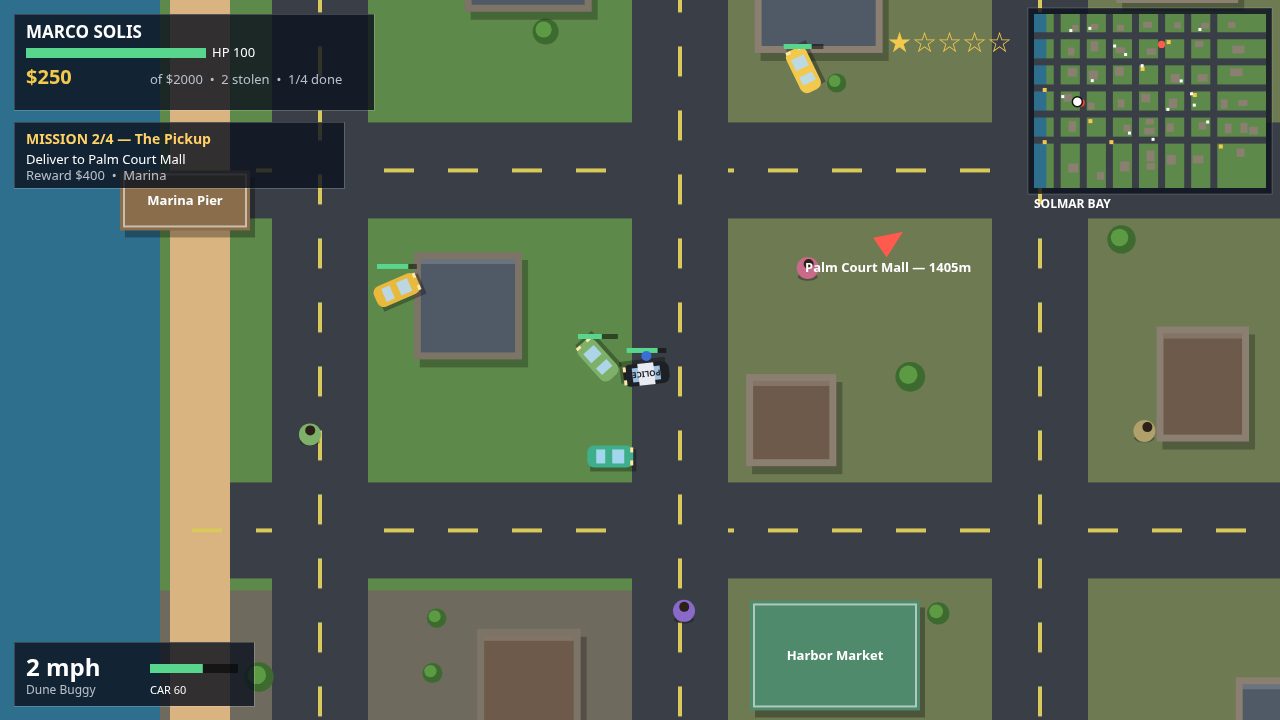 MARCO SOLIS
HP 100
$250 of $2000 • 2 stolen • 1/4 done
MISSION 2/4 — The Pickup
Deliver to Palm Court Mall
Reward $400 • Marina
Marina Pier
SOLMAR BAY
Palm Court Mall — 1405m
POLICE
Harbor Market
2 mph
Dune Buggy
CAR 60